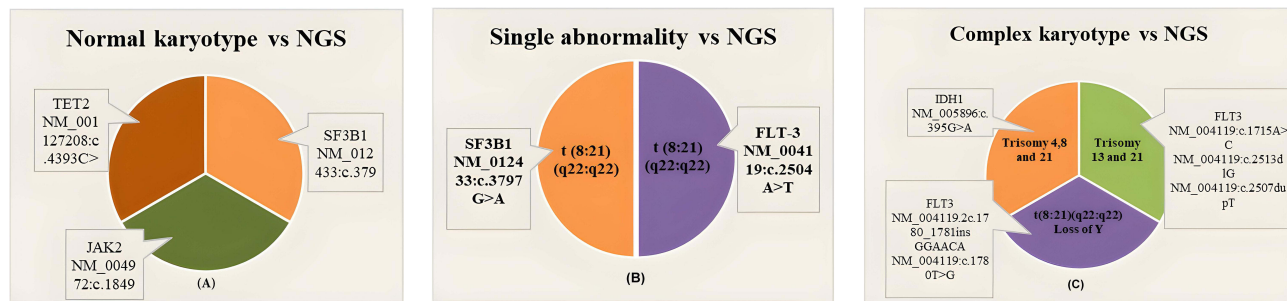 Normal karyotype vs NGS
TET2
NM_001
127208:c
.4393C>
SF3B1
NM_012
433:c.379
JAK2
NM_0049
72:c.1849
(A)
Single abnormality vs NGS
SF3B1
NM_0124
33:c.3797
G>A
t (8:21)
(q22:q22)
t (8:21)
(q22:q22)
FLT-3
NM_0041
19:c.2504
A>T
(B)
Complex karyotype vs NGS
IDH1
NM_005896:c.
395G>A
Trisomy 4,8
and 21
Trisomy
13 and 21
FLT3
NM_004119:c.1715A>
C
NM_004119:c.2513d
lG
NM_004119:c.2507du
pT
FLT3
NM_004119.2c.17
80_1781ins
GGAACA
NM_004119:c.178
0T>G
t(8:21)(q22:q22)
Loss of Y
(C)